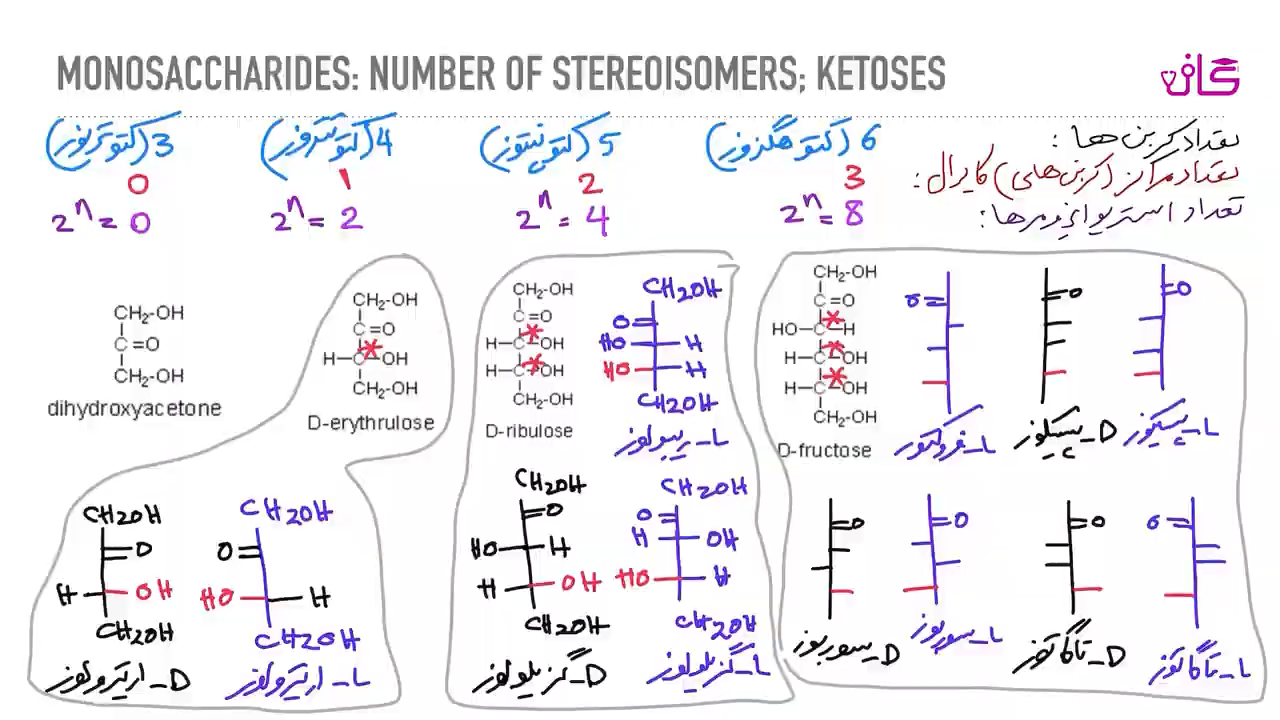 MONOSACCHARIDES: NUMBER OF STEREOISOMERS; KETOSES
گانن
تعداد کربن ها:
6 (کتوهگزوز)
5 (کتوپنتوز)
4 (کتوتتروز)
3 (کتوتریوز)
تعداد مراکز (کربن های) کایرال:
3
2
1
0
تعداد استریوایزومرها:
2ⁿ = 8
2ⁿ = 4
2ⁿ = 2
2ⁿ = 0
CH₂-OH
C=O
CH₂-OH
dihydroxyacetone
CH₂-OH
C=O
H-C-OH
CH₂-OH
D-erythrulose
CH₂-OH
C=O
H-C-OH
H-C-OH
CH₂-OH
D-ribulose
CH2OH
O
HO H
HO H
CH2OH
L-ریبولوز
CH₂-OH
C=O
HO-C-H
H-C-OH
H-C-OH
CH₂-OH
D-fructose
O
L-فروکتوز
O
D-پسیکوز
O
L-پسیکوز
CH2OH
O
H OH
CH2OH
D-اریترولوز
CH2OH
O
HO H
CH2OH
L-اریترولوز
CH2OH
O
HO H
H OH
CH2OH
D-گزیلولوز
CH2OH
O
H OH
HO H
CH2OH
L-گزیلولوز
O
D-سوربوز
O
L-سوربوز
O
D-تاگاتوز
O
L-تاگاتوز